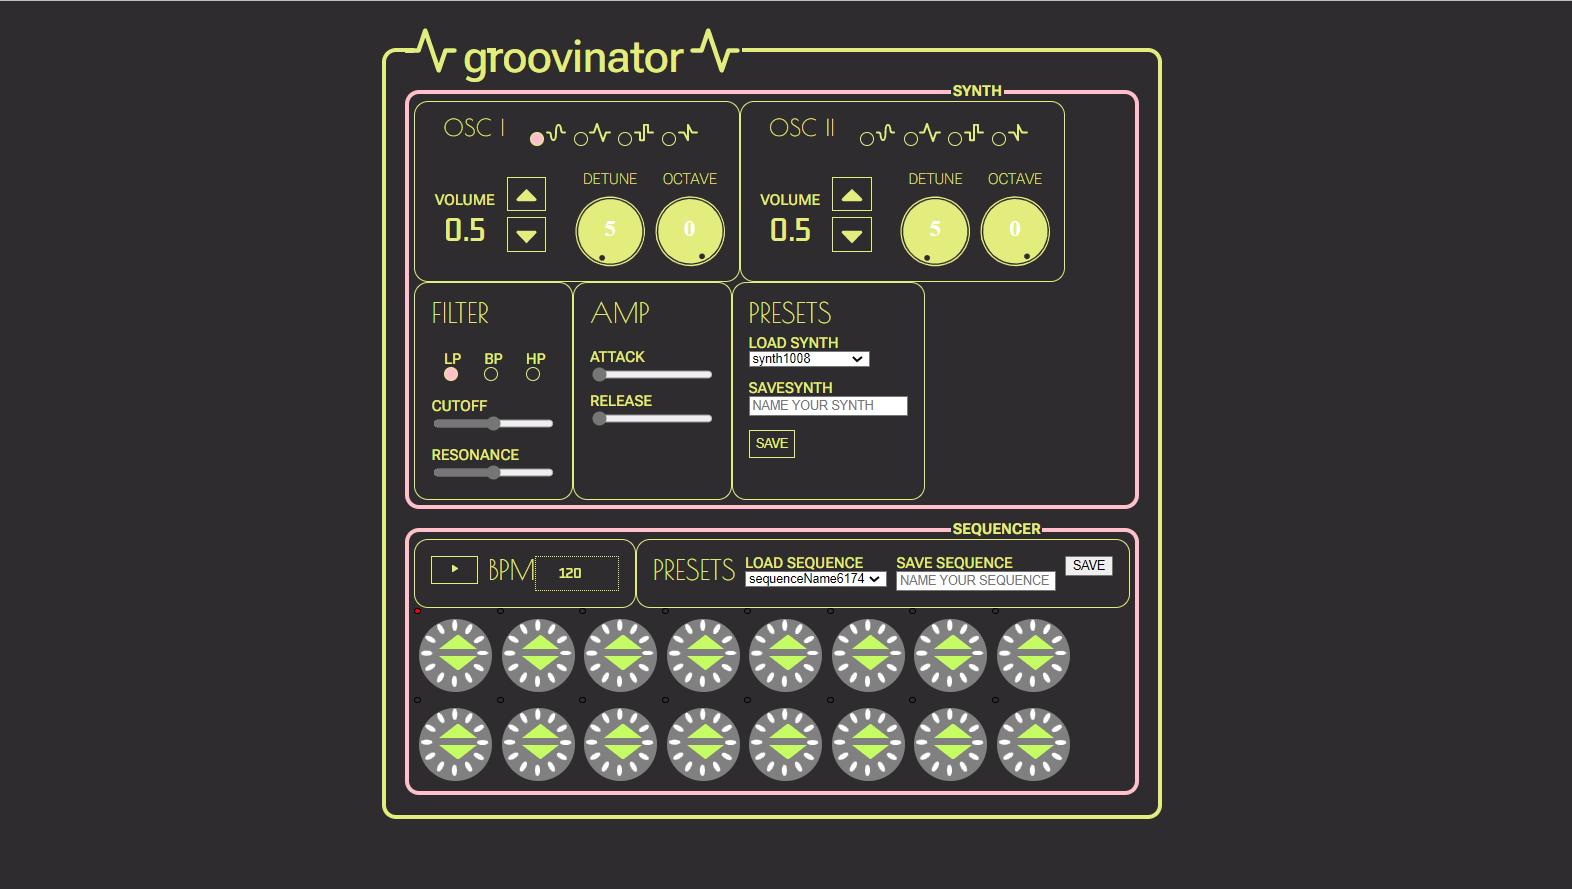 groovinator
SYNTH
OSC I
OSC II
DETUNE OCTAVE
VOLUME
0.5
5 0
DETUNE OCTAVE
VOLUME
0.5
5 0
FILTER
LP BP HP
CUTOFF
RESONANCE
AMP
ATTACK
RELEASE
PRESETS
LOAD SYNTH
synth1008
SAVESYNTH
NAME YOUR SYNTH
SAVE
SEQUENCER
BPM 120
PRESETS
LOAD SEQUENCE
sequenceName6174
SAVE SEQUENCE
NAME YOUR SEQUENCE
SAVE